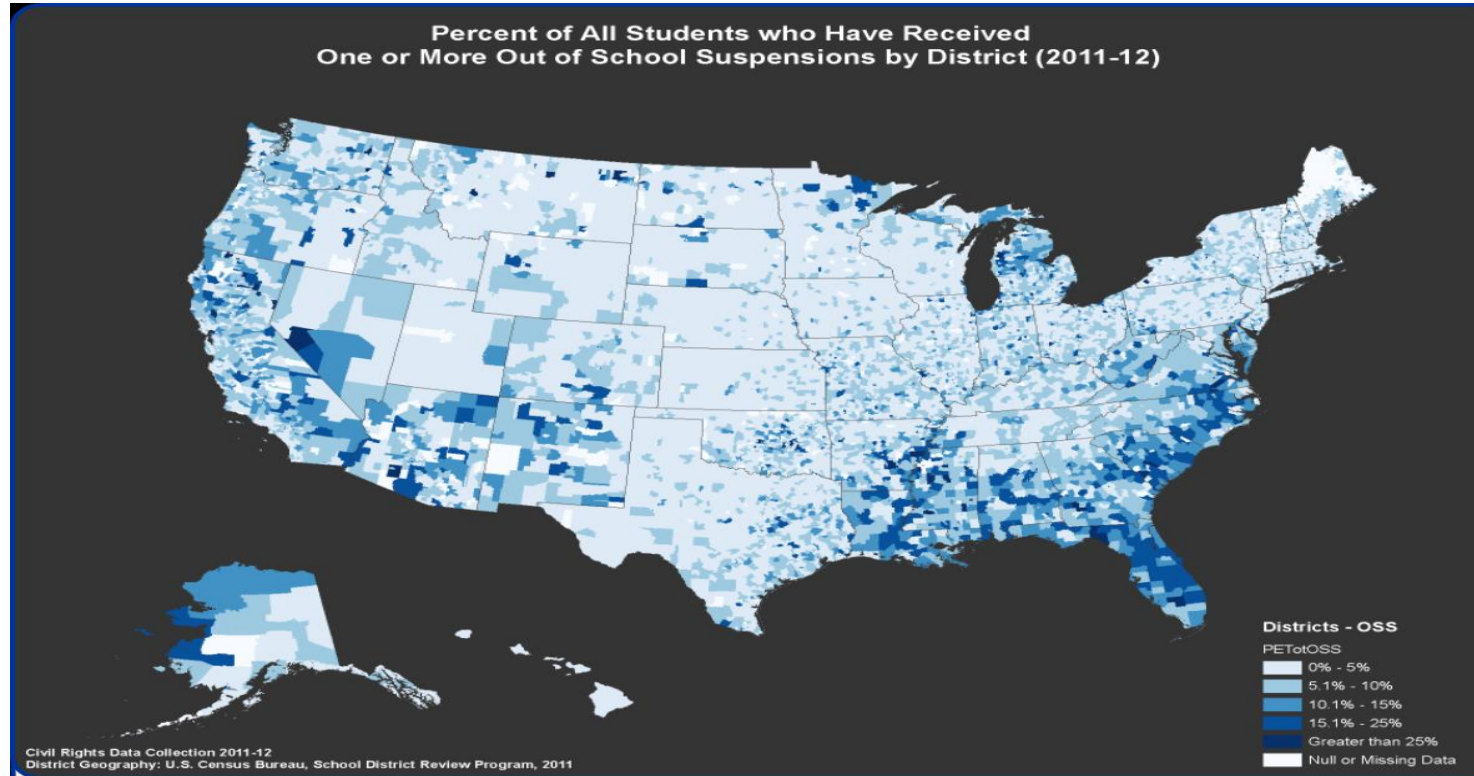 Percent of All Students who Have Received
One or More Out of School Suspensions by District (2011-12)
Districts - OSS
PETotOSS
0% - 5%
5.1% - 10%
10.1% - 15%
15.1% - 25%
Greater than 25%
Null or Missing Data
Civil Rights Data Collection 2011-12
District Geography: U.S. Census Bureau, School District Review Program, 2011